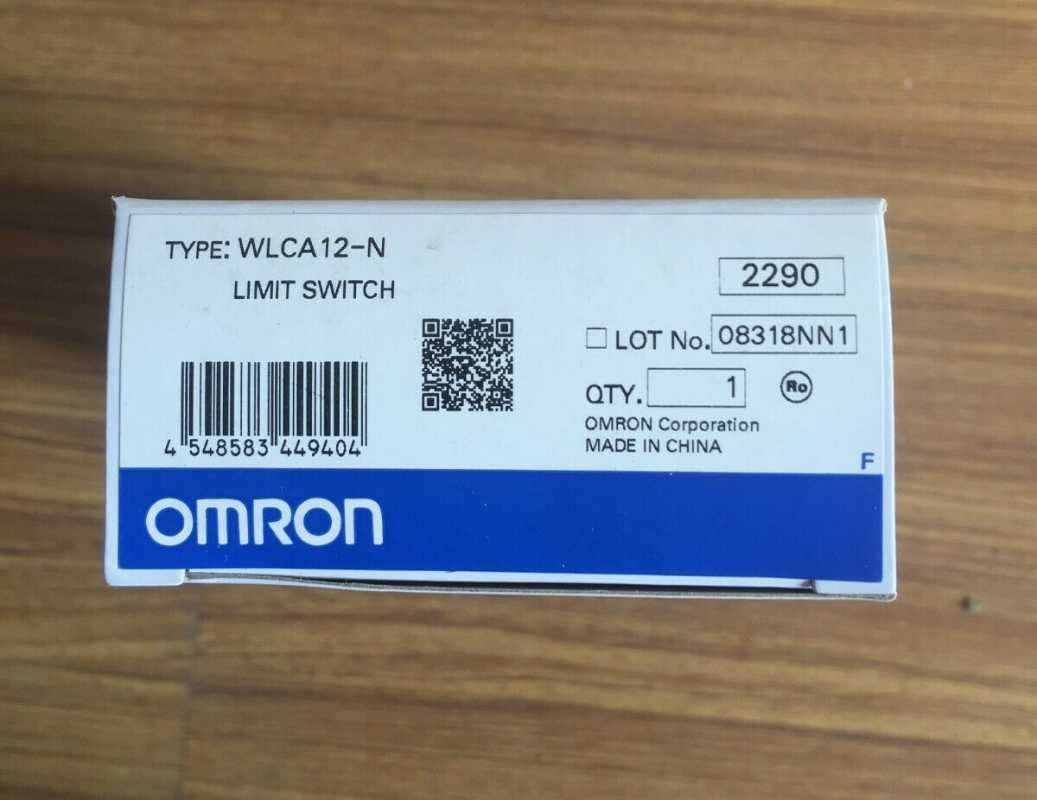 TYPE: WLCA12-N
LIMIT SWITCH
2290
LOT No. 08318NN1
QTY. 1
Ro
OMRON Corporation
MADE IN CHINA
4 548583 449404
F
OMRON